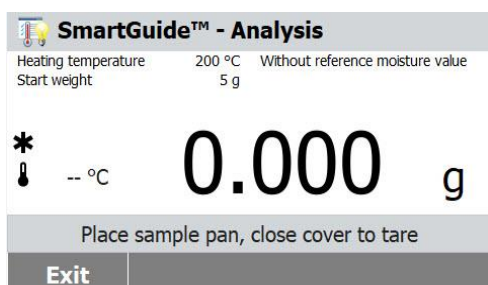 SmartGuide™ - Analysis
Heating temperature 200 °C Without reference moisture value
Start weight 5 g
-- °C 0.000 g
Place sample pan, close cover to tare
Exit